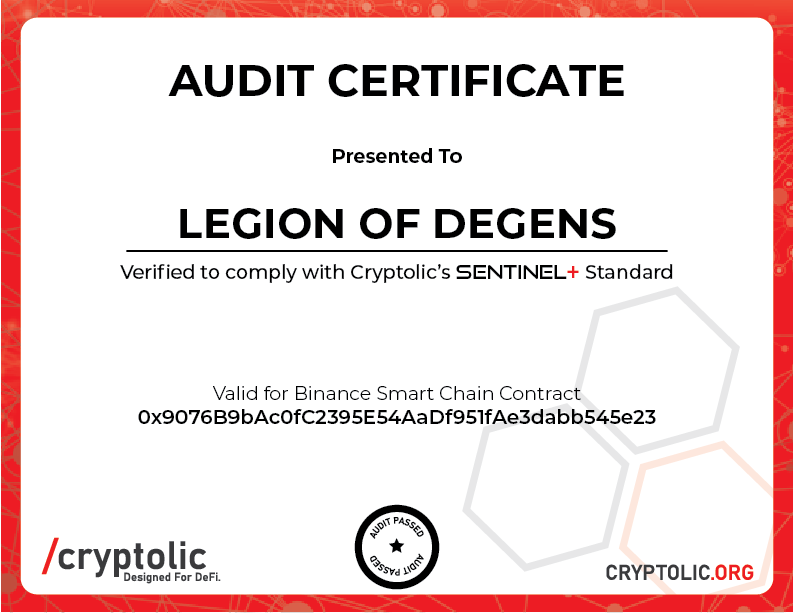 AUDIT CERTIFICATE
Presented To
LEGION OF DEGENS
Verified to comply with Cryptolic’s SENTINEL+ Standard
Valid for Binance Smart Chain Contract
0x9076B9bAc0fC2395E54AaDf951fAe3dabb545e23
/cryptolic
Designed For DeFi.
AUDIT PASSED
AUDIT PASSED
CRYPTOLIC.ORG